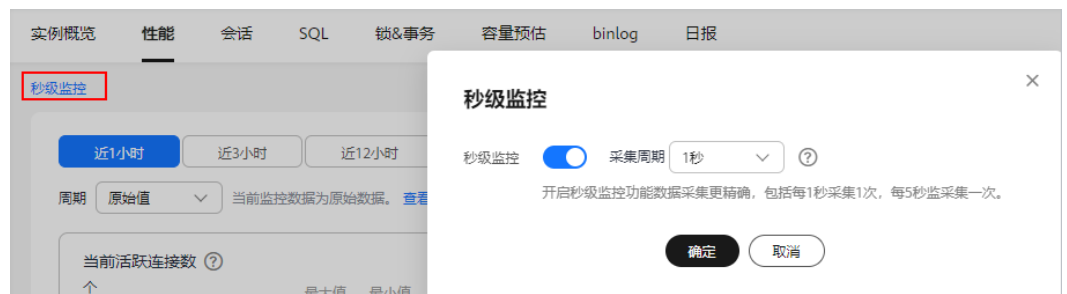 实例概览 性能 会话 SQL 锁&事务 容量预估 binlog 日报
秒级监控
近1小时 近3小时 近12小时
周期 原始值 当前监控数据为原始数据。 查看
当前活跃连接数 ?
个 最大值 最小值
秒级监控
秒级监控 采集周期 1秒 ?
开启秒级监控功能数据采集更精确，包括每1秒采集1次，每5秒监采集一次。
确定 取消